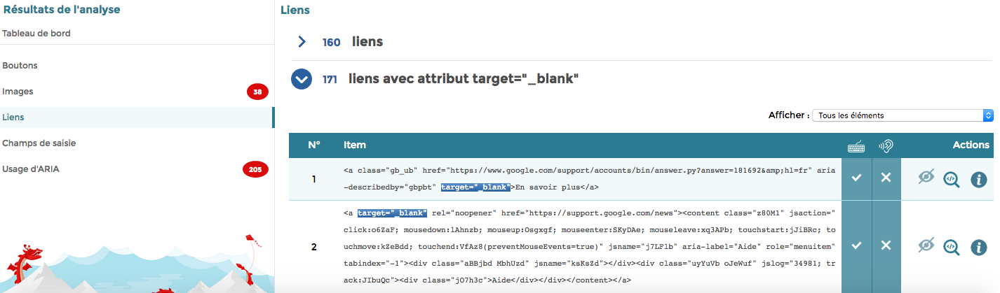 Résultats de l'analyse
Tableau de bord
Boutons
Images 38
Liens
Champs de saisie
Usage d'ARIA 205
Liens
160 liens
171 liens avec attribut target="_blank"
Afficher : Tous les éléments
N° Item Actions
1
<a class="gb_ub" href="https://www.google.com/support/accounts/bin/answer.py?answer=181692&amp;hl=fr" aria
-describedby="gbpbt" target="_blank">En savoir plus</a>
2
<a target="_blank" rel="noopener" href="https://support.google.com/news"><content class="z80M1" jsaction="
click:o6ZaF; mousedown:lAhnzb; mouseup:Osgxgf; mouseenter:SKyDAe; mouseleave:xq3APb; touchstart:jJiBRc; to
uchmove:kZeBdd; touchend:VfAz8(preventMouseEvents=true)" jsname="j7LFlb" aria-label="Aide" role="menuitem"
tabindex="-1"><div class="aBBjbd MbhUzd" jsname="ksKsZd"></div><div class="uyYuVb oJeWuf" jslog="34981; tr
ack:JIbuQc"><div class="jO7h3c">Aide</div></div></content></a>